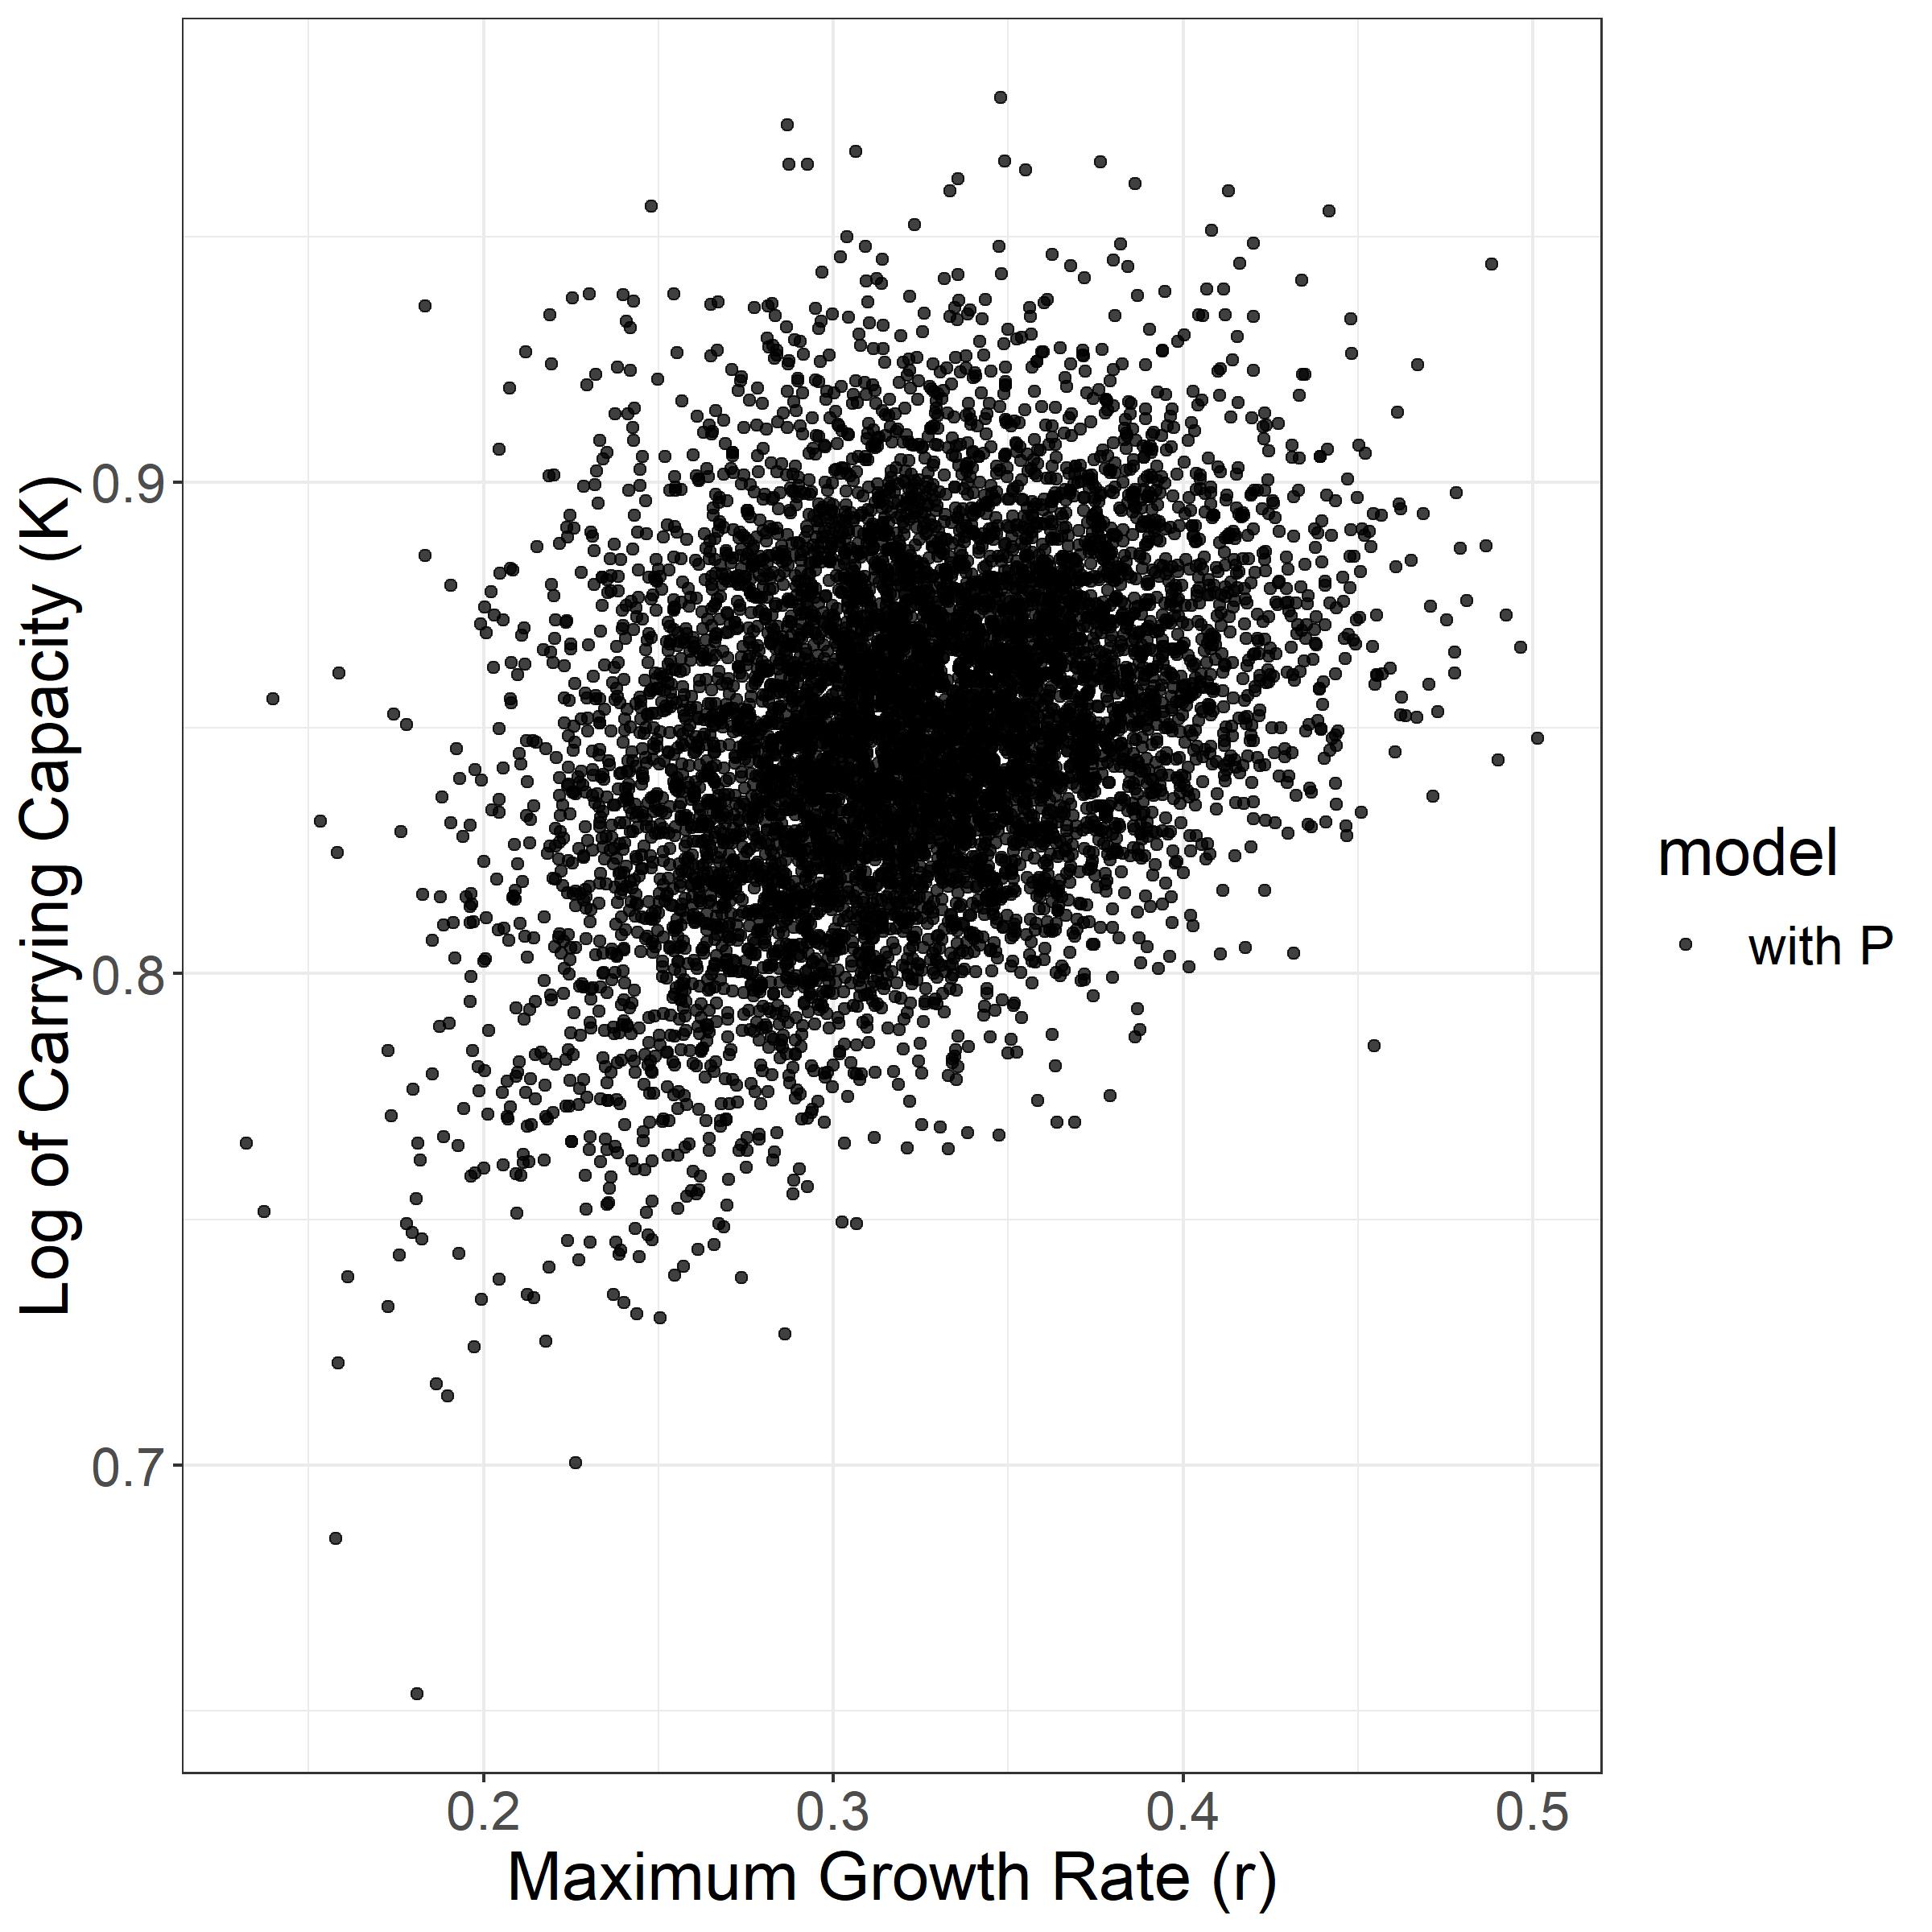 Log of Carrying Capacity (K)
0.9
0.8
0.7
0.2 0.3 0.4 0.5
Maximum Growth Rate (r)
model
with P